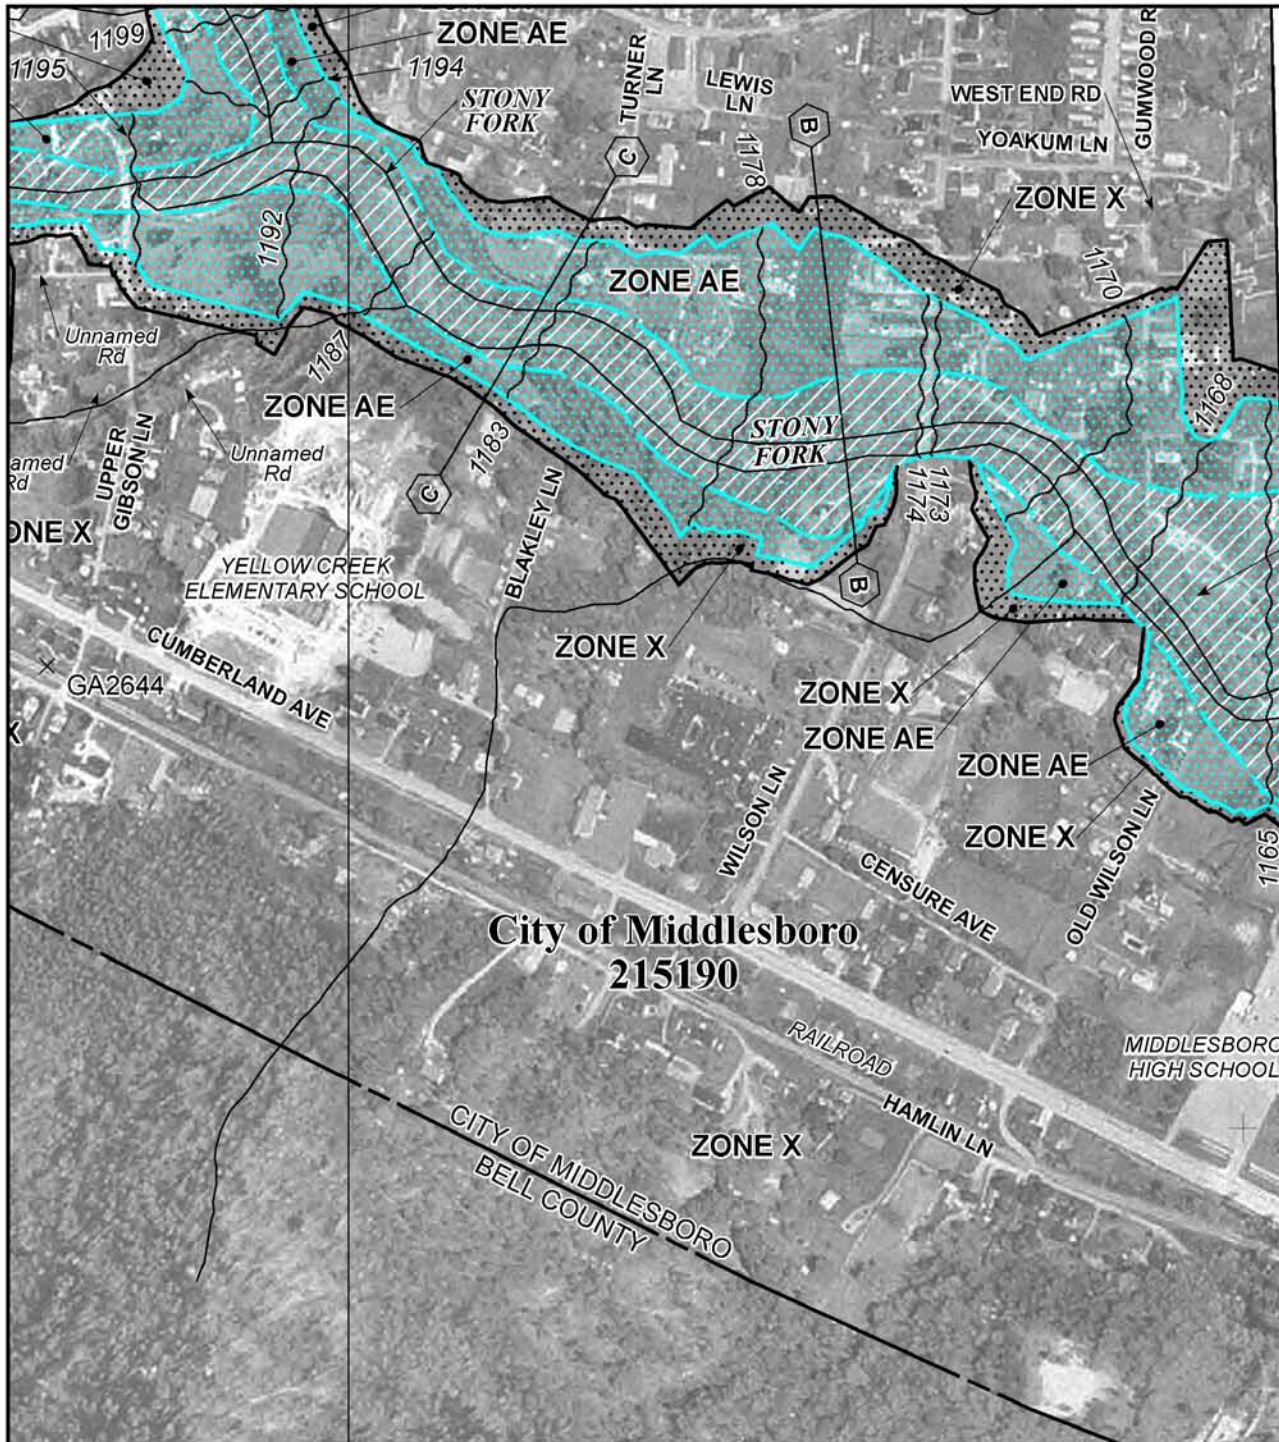 ZONE AE
1199
1195
1194
STONY
FORK
TURNER
LN
LEWIS
LN
1178
B
C
WEST END RD
GUMWOOD R
YOAKUM LN
ZONE X
1192
ZONE AE
1170
Unnamed
Rd
1187
ZONE AE
1168
1183
STONY
FORK
UPPER
GIBSON LN
Unnamed
Rd
amed
Rd
C
1173
1174
ONE X
BLAKLEY LN
YELLOW CREEK
ELEMENTARY SCHOOL
B
ZONE X
CUMBERLAND AVE
GA2644
ZONE X
ZONE AE
X
ZONE AE
WILSON LN
ZONE X
OLD WILSON LN
1165
CENSURE AVE
City of Middlesboro
215190
RAILROAD
MIDDLESBORO
HIGH SCHOOL
HAMLIN LN
CITY OF MIDDLESBORO
BELL COUNTY
ZONE X